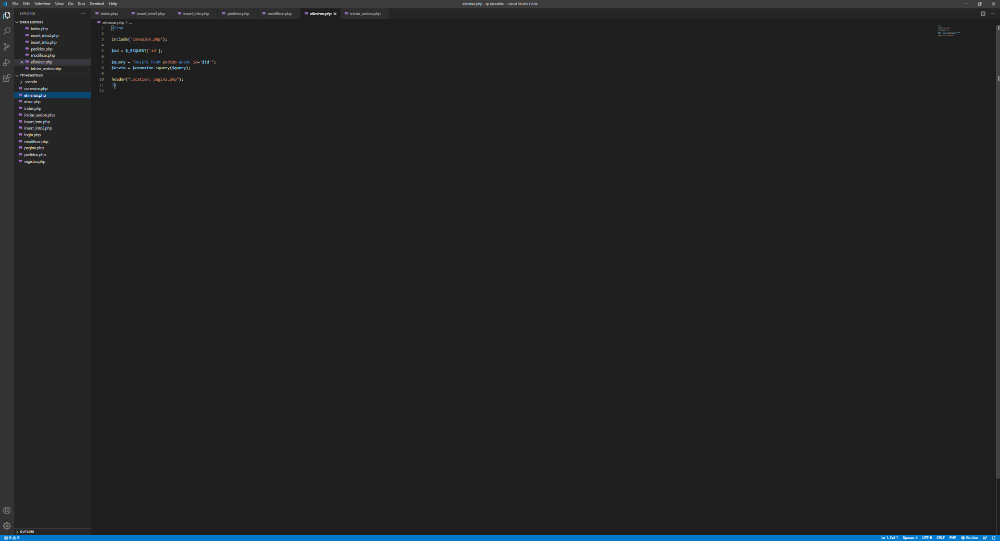 File Edit Selection View Go Run Terminal Help
eliminar.php - tp14castillo - Visual Studio Code
EXPLORER
index.php insert_into2.php insert_into.php pedidos.php modificar.php eliminar.php iniciar_sesion.php
OPEN EDITORS
index.php
insert_into2.php
insert_into.php
pedidos.php
modificar.php
eliminar.php
iniciar_sesion.php
TP14CASTILLO
.vscode
conexion.php
eliminar.php
error.php
index.php
iniciar_sesion.php
insert_into.php
insert_into2.php
login.php
modificar.php
pagina.php
pedidos.php
registro.php
OUTLINE
eliminar.php > ...
1 <?php
2
3 include("conexion.php");
4
5 $id = $_REQUEST['id'];
6
7 $query = "DELETE FROM pedido WHERE id='$id'";
8 $envio = $conexion->query($query);
9
10 header("Location: pagina.php");
11 ?>
12
0 0
Ln 1, Col 1 Spaces: 4 UTF-8 CRLF PHP Go Live